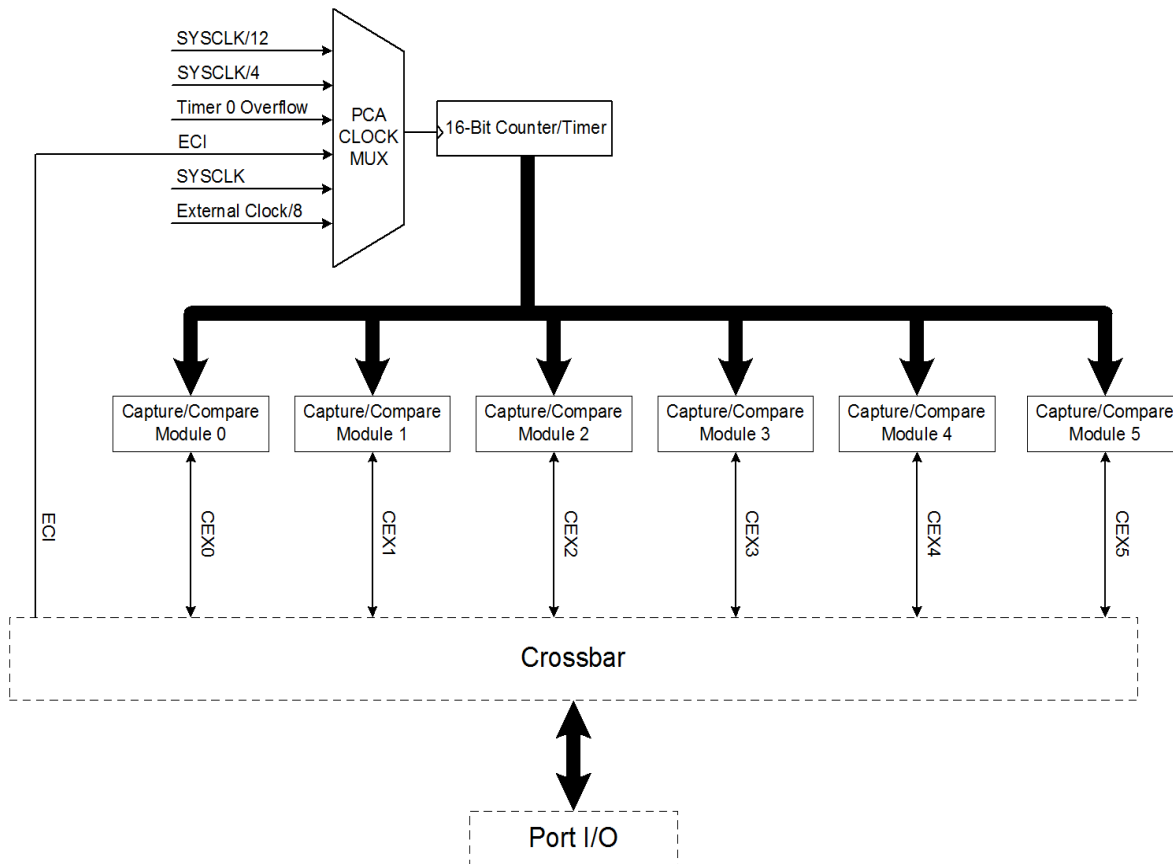 SYSCLK/12
SYSCLK/4
Timer 0 Overflow
ECI
SYSCLK
External Clock/8
PCA
CLOCK
MUX
16-Bit Counter/Timer
Capture/Compare
Module 0
Capture/Compare
Module 1
Capture/Compare
Module 2
Capture/Compare
Module 3
Capture/Compare
Module 4
Capture/Compare
Module 5
ECI
CEX0
CEX1
CEX2
CEX3
CEX4
CEX5
Crossbar
Port I/O